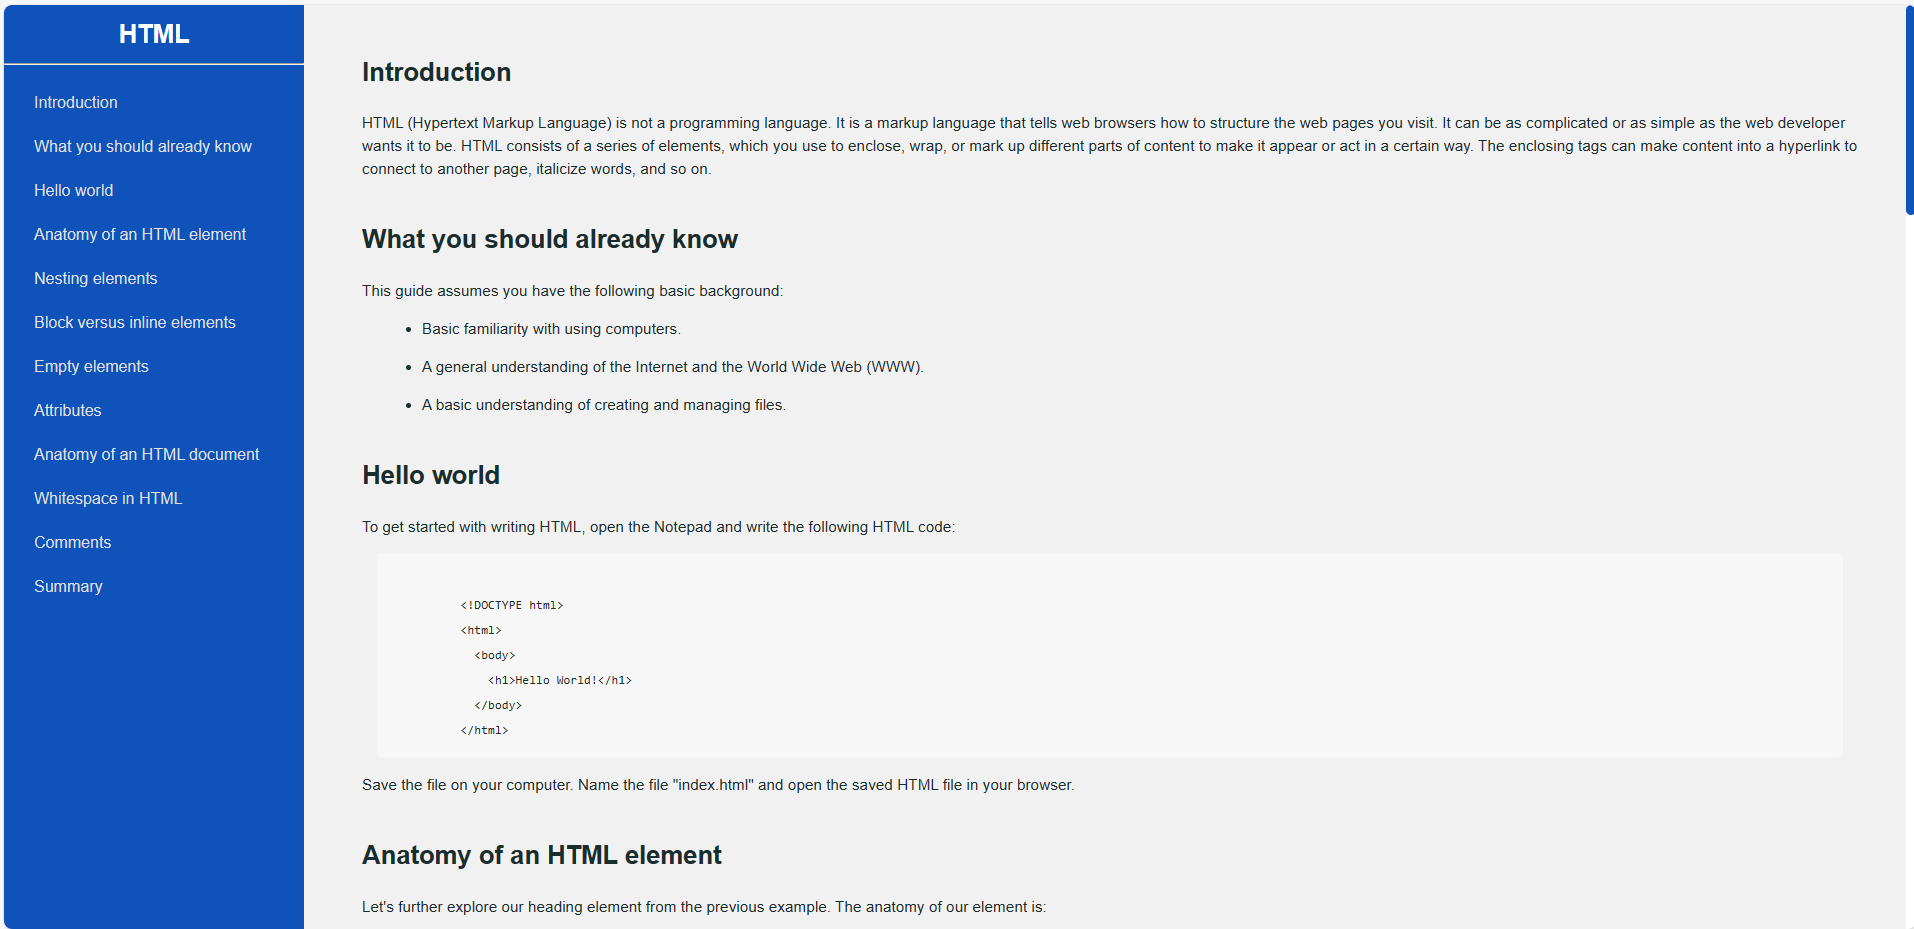 HTML
Introduction
What you should already know
Hello world
Anatomy of an HTML element
Nesting elements
Block versus inline elements
Empty elements
Attributes
Anatomy of an HTML document
Whitespace in HTML
Comments
Summary
Introduction
HTML (Hypertext Markup Language) is not a programming language. It is a markup language that tells web browsers how to structure the web pages you visit. It can be as complicated or as simple as the web developer
wants it to be. HTML consists of a series of elements, which you use to enclose, wrap, or mark up different parts of content to make it appear or act in a certain way. The enclosing tags can make content into a hyperlink to
connect to another page, italicize words, and so on.
What you should already know
This guide assumes you have the following basic background:
• Basic familiarity with using computers.
• A general understanding of the Internet and the World Wide Web (WWW).
• A basic understanding of creating and managing files.
Hello world
To get started with writing HTML, open the Notepad and write the following HTML code:
<!DOCTYPE html>
<html>
<body>
<h1>Hello World!</h1>
</body>
</html>
Save the file on your computer. Name the file "index.html" and open the saved HTML file in your browser.
Anatomy of an HTML element
Let's further explore our heading element from the previous example. The anatomy of our element is: